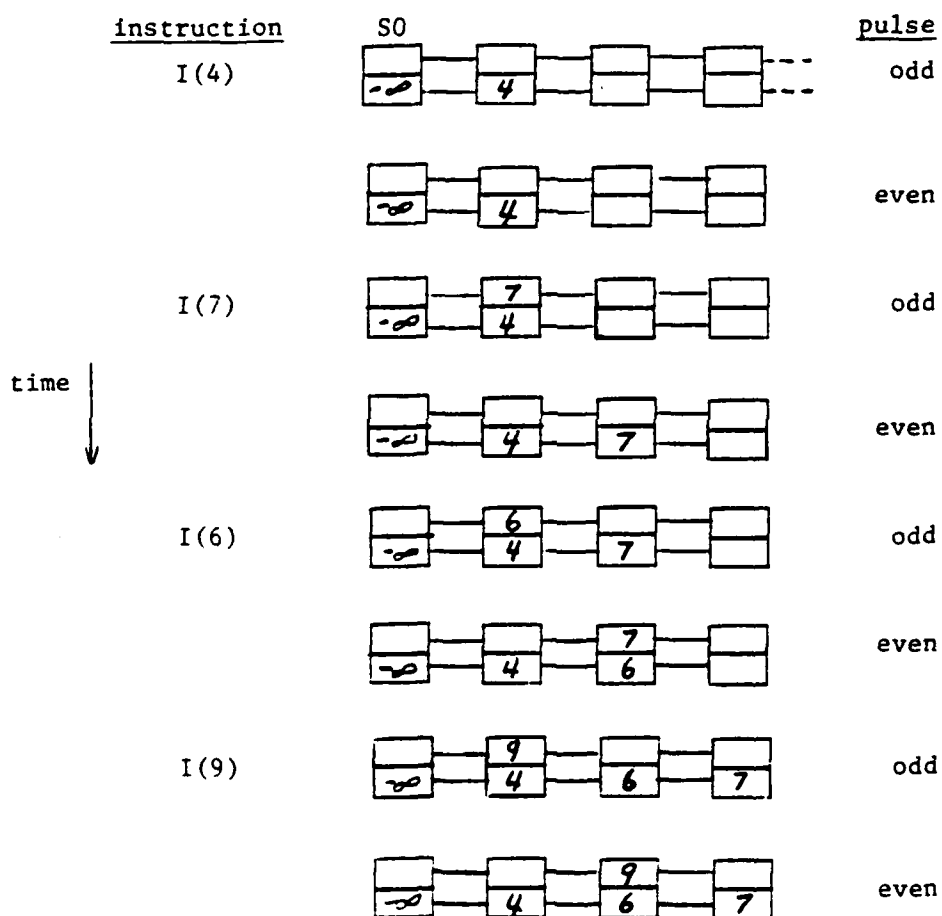 instruction S0 pulse
I(4) odd
-∞ 4
even
-∞ 4
7
I(7) odd
-∞ 4
time
even
-∞ 4 7
6
I(6) odd
-∞ 4 7
7
even
-∞ 4 6
9
I(9) odd
-∞ 4 6 7
9
even
-∞ 4 6 7